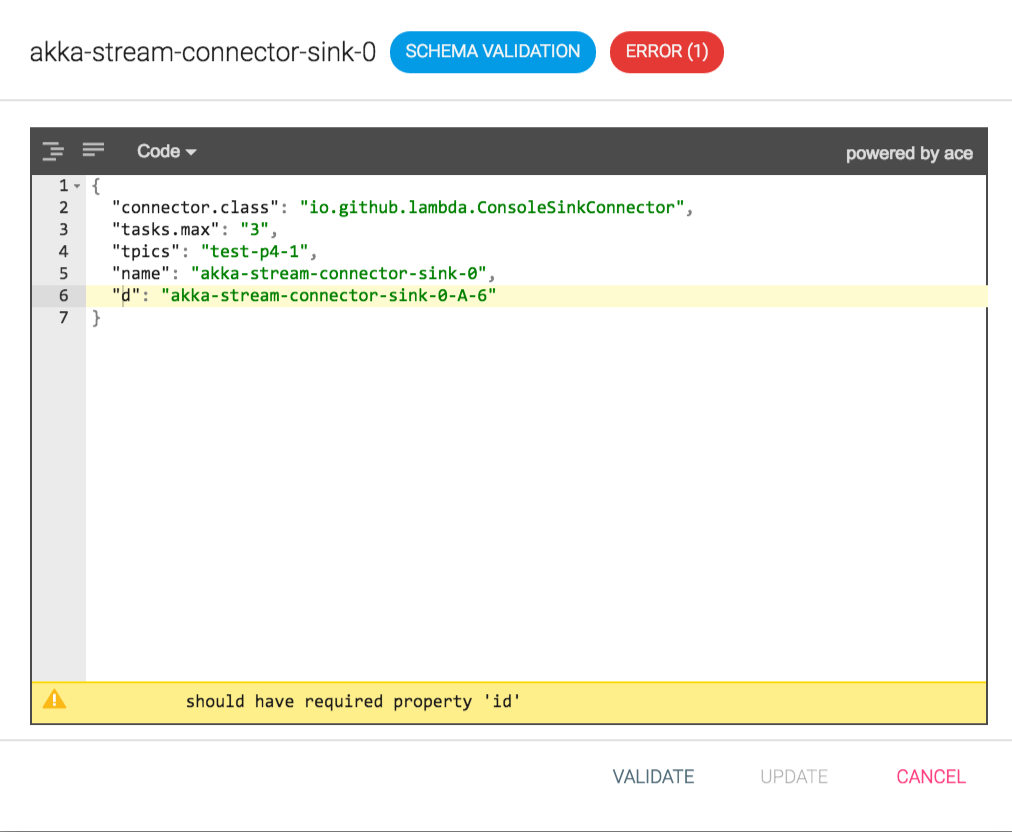 akka-stream-connector-sink-0 SCHEMA VALIDATION ERROR (1)
Code powered by ace
1 {
2 "connector.class": "io.github.lambda.ConsoleSinkConnector",
3 "tasks.max": "3",
4 "tpics": "test-p4-1",
5 "name": "akka-stream-connector-sink-0",
6 "d": "akka-stream-connector-sink-0-A-6"
7 }
should have required property 'id'
VALIDATE UPDATE CANCEL